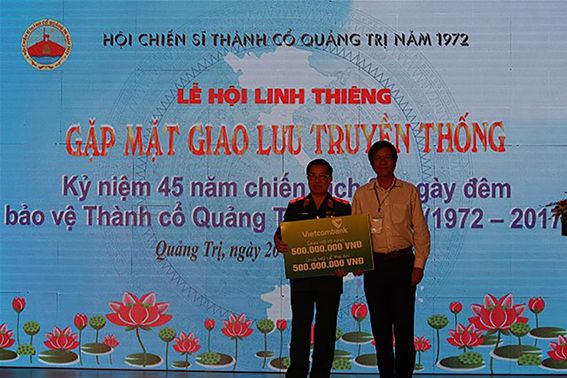 HỘI CHIẾN SĨ THÀNH CỔ QUẢNG TRỊ NĂM 1972
LỄ HỘI LINH THIÊNG
GẶP MẶT GIAO LƯU TRUYỀN THỐNG
Kỷ niệm 45 năm chiến ngày đêm
bảo vệ Thành cổ Quảng (1972 – 2017
Quảng Trị, ngày
Vietcombank
500.000.000 VNĐ
500.000.000 VNĐ